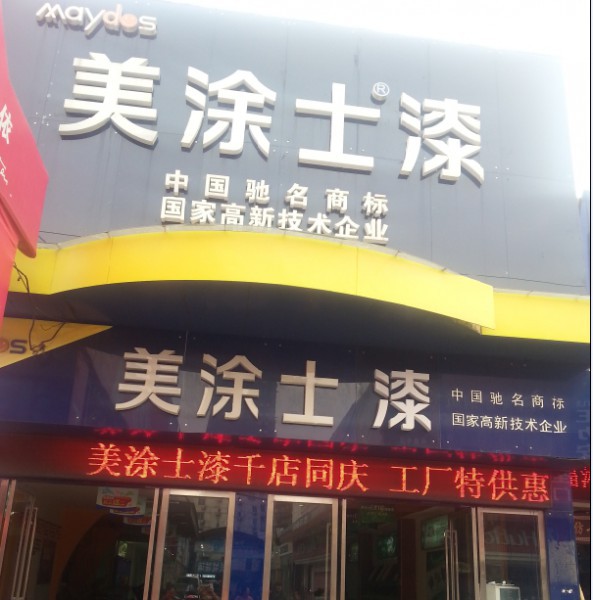 maydos
美涂士漆®
中国驰名商标
国家高新技术企业
美涂士漆
中国驰名商标
国家高新技术企业
美涂士漆千店同庆 工厂特供惠